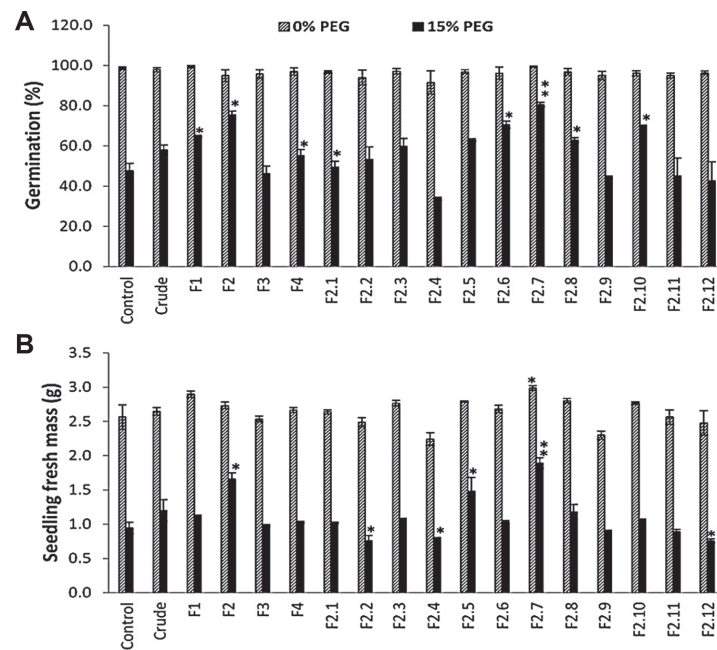 A
0% PEG 15% PEG
Germination (%)
120.0
100.0
80.0
60.0
40.0
20.0
0.0
* * * * * * ** * *
Control Crude F1 F2 F3 F4 F2.1 F2.2 F2.3 F2.4 F2.5 F2.6 F2.7 F2.8 F2.9 F2.10 F2.11 F2.12
B
Seedling fresh mass (g)
3.5
3.0
2.5
2.0
1.5
1.0
0.5
0.0
* * * * * ** *
Control Crude F1 F2 F3 F4 F2.1 F2.2 F2.3 F2.4 F2.5 F2.6 F2.7 F2.8 F2.9 F2.10 F2.11 F2.12